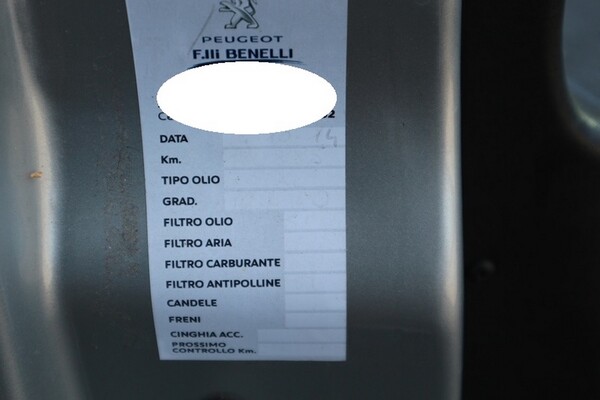 PEUGEOT
F.lli BENELLI
DATA
Km.
TIPO OLIO
GRAD.
FILTRO OLIO
FILTRO ARIA
FILTRO CARBURANTE
FILTRO ANTIPOLLINE
CANDELE
FRENI
CINGHIA ACC.
PROSSIMO
CONTROLLO Km.